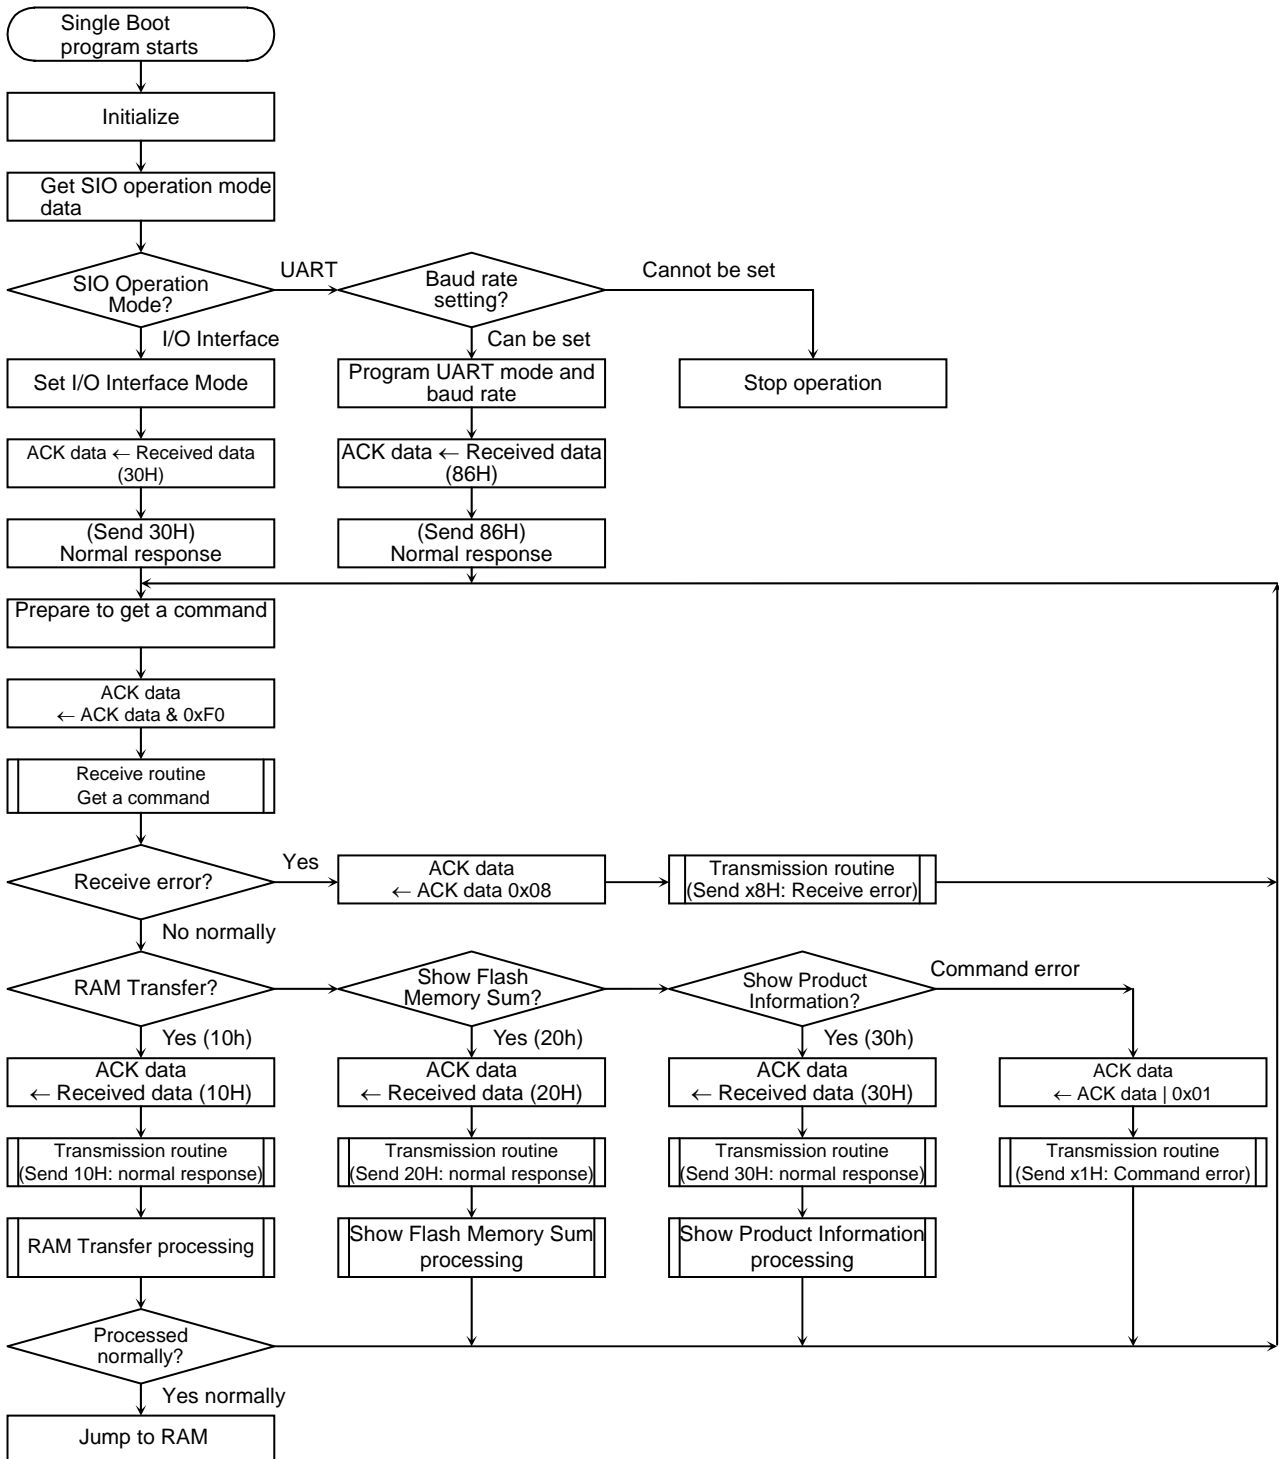 Single Boot
program starts
Initialize
Get SIO operation mode
data
SIO Operation
Mode?
UART
Baud rate
setting?
Cannot be set
I/O Interface
Can be set
Set I/O Interface Mode
Program UART mode and
baud rate
Stop operation
ACK data ← Received data
(30H)
ACK data ← Received data
(86H)
(Send 30H)
Normal response
(Send 86H)
Normal response
Prepare to get a command
ACK data
← ACK data & 0xF0
Receive routine
Get a command
Receive error?
Yes
ACK data
← ACK data 0x08
Transmission routine
(Send x8H: Receive error)
No normally
RAM Transfer?
Show Flash
Memory Sum?
Show Product
Information?
Command error
Yes (10h)
Yes (20h)
Yes (30h)
ACK data
← Received data (10H)
ACK data
← Received data (20H)
ACK data
← Received data (30H)
ACK data
← ACK data | 0x01
Transmission routine
(Send 10H: normal response)
Transmission routine
(Send 20H: normal response)
Transmission routine
(Send 30H: normal response)
Transmission routine
(Send x1H: Command error)
RAM Transfer processing
Show Flash Memory Sum
processing
Show Product Information
processing
Processed
normally?
Yes normally
Jump to RAM